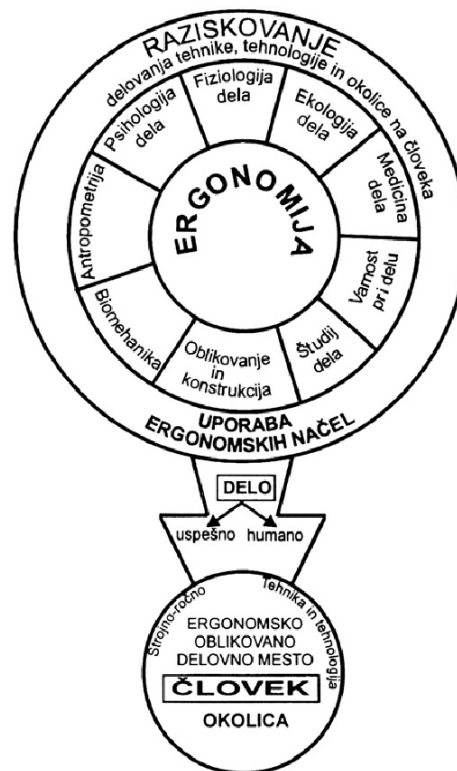 RAZISKOVANJE
delovanja tehnike, tehnologije in okolice na človeka
Fiziologija
dela
Ekologija
dela
Medicina
dela
Varnost
pri delu
Študij
dela
Oblikovanje
in
konstrukcija
Biomehanika
Antropometrija
Psihologija
dela
ERGONOMIJA
UPORABA
ERGONOMSKIH NAČEL
DELO
uspešno humano
Strojno-ročno
Tehnika in tehnologija
ERGONOMSKO
OBLIKOVANO
DELOVNO MESTO
ČLOVEK
OKOLICA